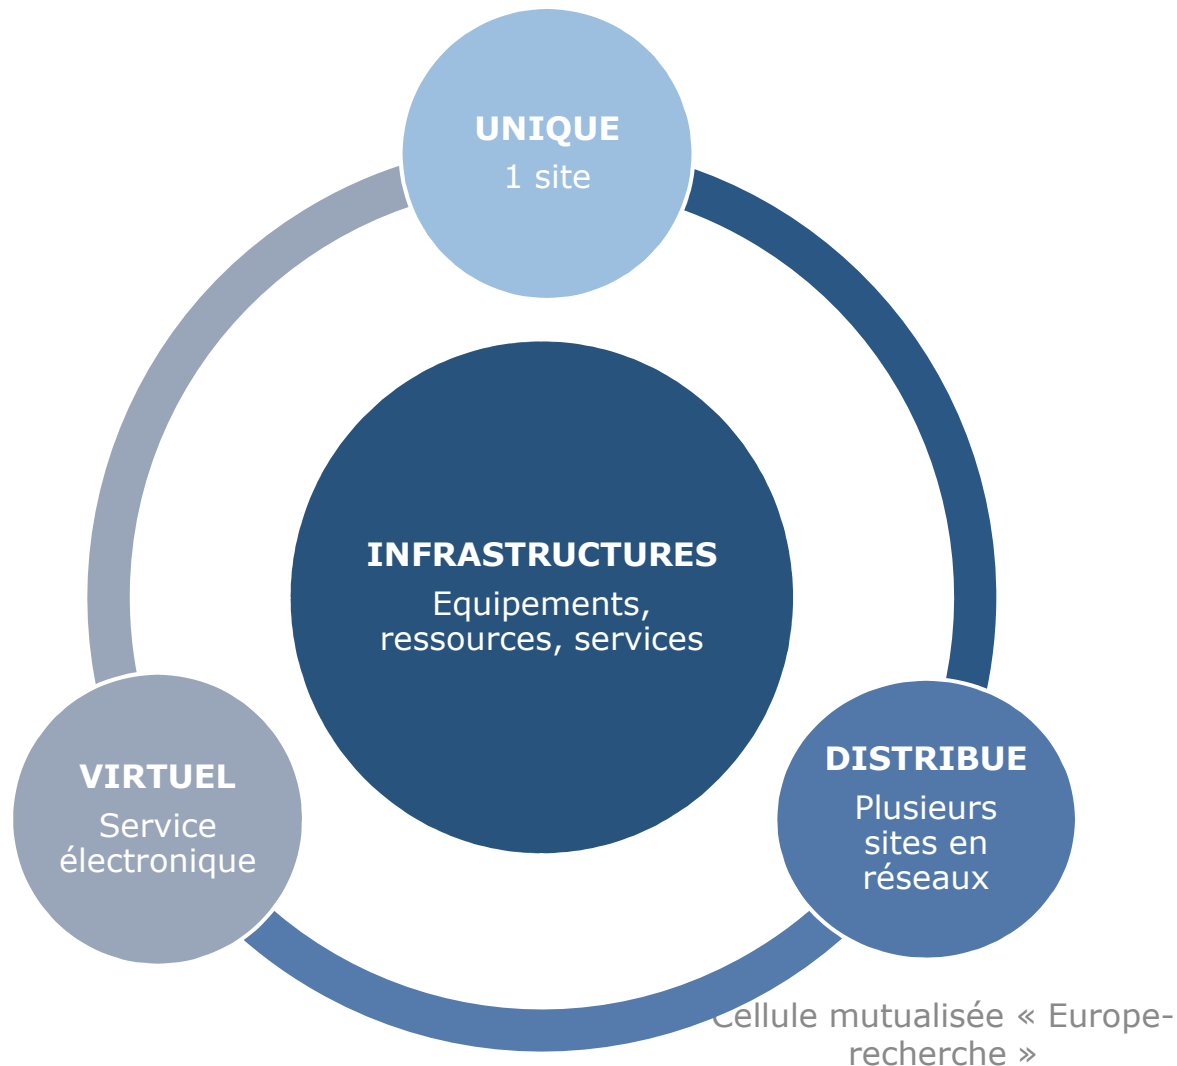 UNIQUE
1 site
INFRASTRUCTURES
Equipements,
ressources, services
VIRTUEL
Service
électronique
DISTRIBUE
Plusieurs
sites en
réseaux
Cellule mutualisée « Europe-
recherche »